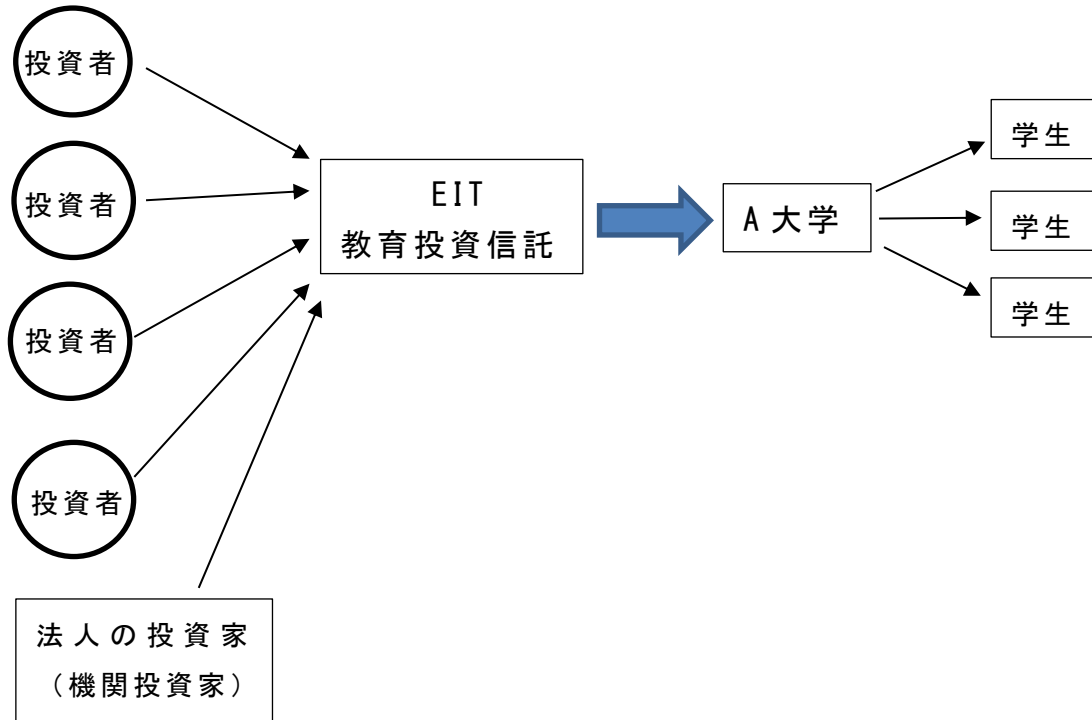 投資者
投資者
投資者
投資者
法人の投資家
（機関投資家）
EIT
教育投資信託
A大学
学生
学生
学生